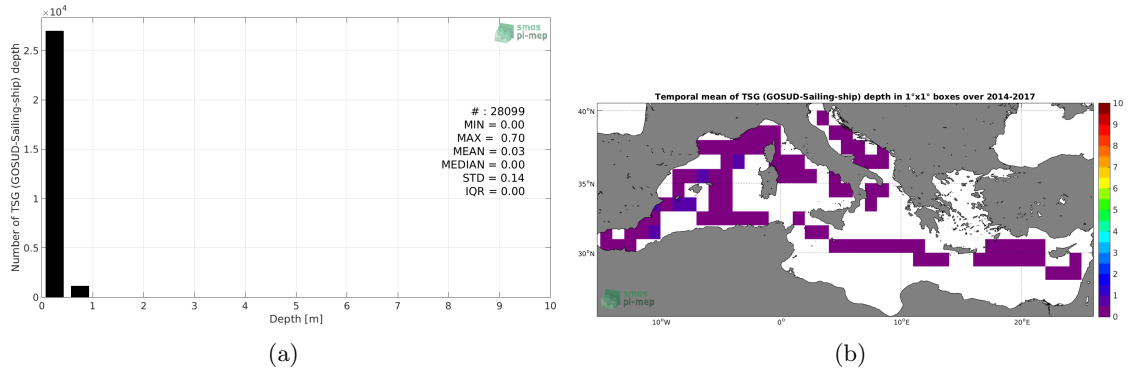 ×10⁴
2.5
2
1.5
1
0.5
0
0 1 2 3 4 5 6 7 8 9 10
Number of TSG (GOSUD-Sailing-ship) depth
Depth [m]
smos
pi-mep
# : 28099
MIN = 0.00
MAX = 0.70
MEAN = 0.03
MEDIAN = 0.00
STD = 0.14
IQR = 0.00
(a)
Temporal mean of TSG (GOSUD-Sailing-ship) depth in 1°x1° boxes over 2014-2017
40°N
35°N
30°N
10°W 0° 10°E 20°E
smos
pi-mep
10
9
8
7
6
5
4
3
2
1
0
(b)